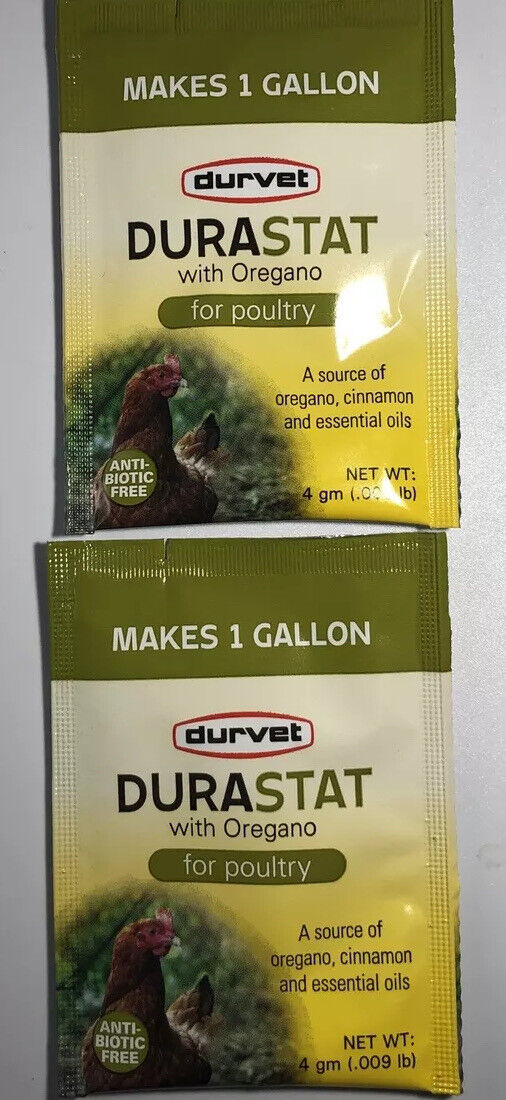 MAKES 1 GALLON
durvet
DURASTAT
with Oregano
for poultry
A source of
oregano, cinnamon
and essential oils
ANTI-
BIOTIC
FREE
NET WT:
4 gm lb)
MAKES 1 GALLON
durvet
DURASTAT
with Oregano
for poultry
A source of
oregano, cinnamon
and essential oils
ANTI-
BIOTIC
FREE
NET WT:
4 gm (.009 lb)